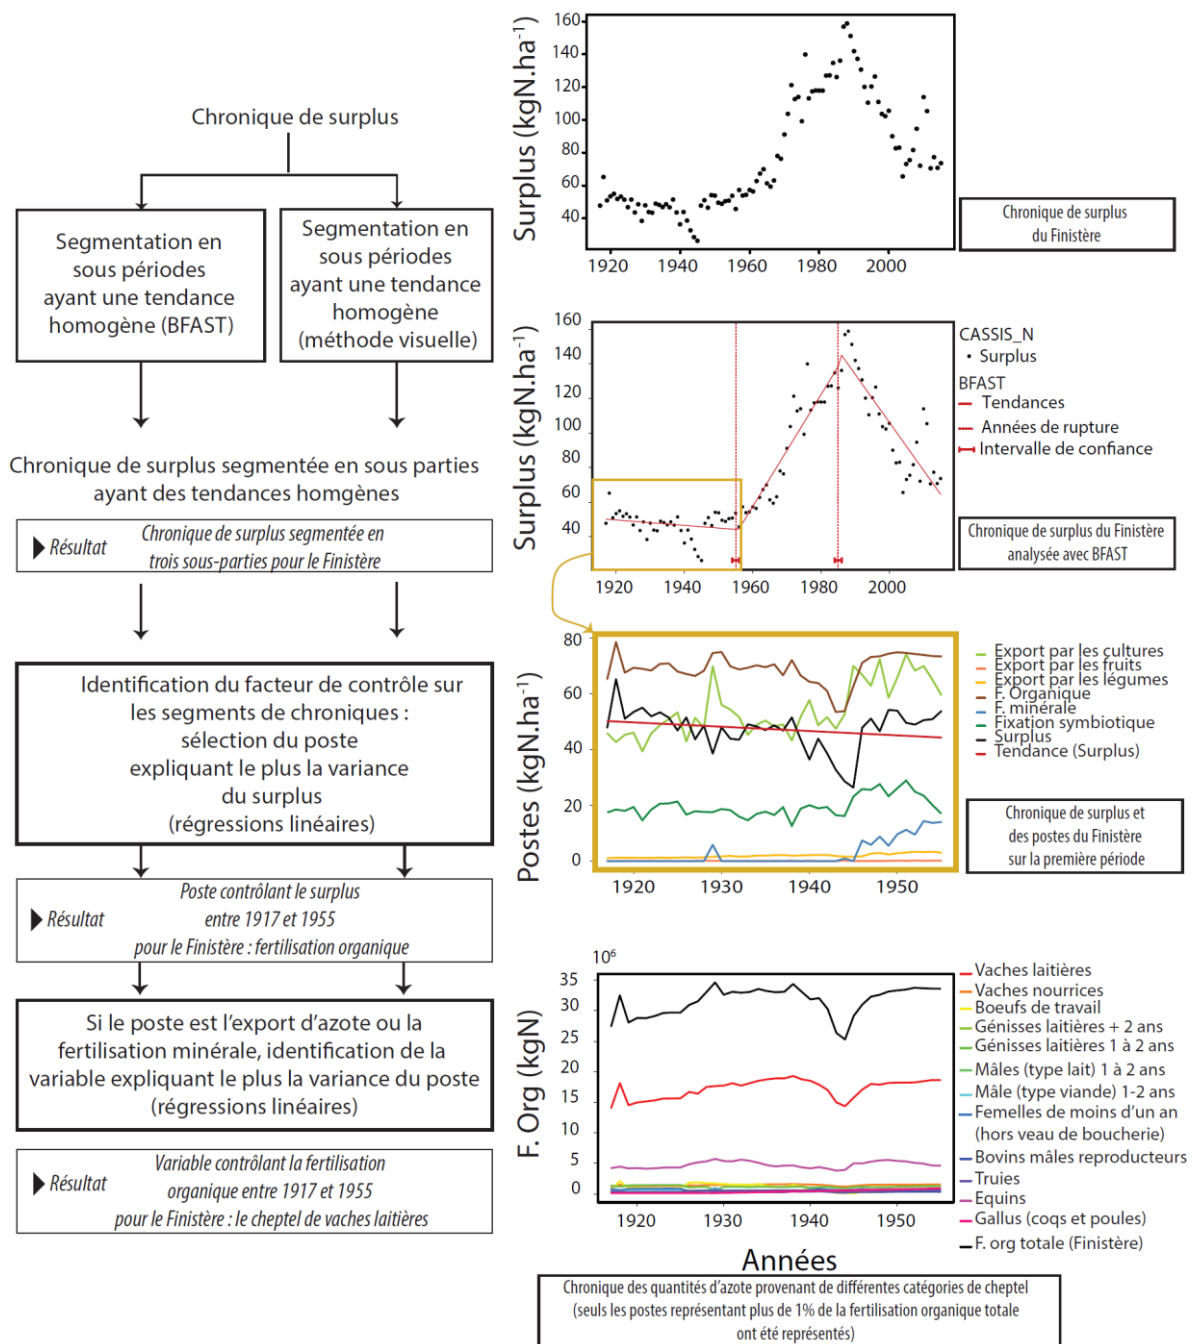 Chronique de surplus
Segmentation en
sous périodes
ayant une tendance
homogène (BFAST)
Segmentation en
sous périodes
ayant une tendance
homogène
(méthode visuelle)
Chronique de surplus segmentée en sous parties
ayant des tendances homgènes
Résultat
Chronique de surplus segmentée en
trois sous-parties pour le Finistère
Identification du facteur de contrôle sur
les segments de chroniques :
sélection du poste
expliquant le plus la variance
du surplus
(régressions linéaires)
Résultat
Poste contrôlant le surplus
entre 1917 et 1955
pour le Finistère : fertilisation organique
Si le poste est l'export d'azote ou la
fertilisation minérale, identification de la
variable expliquant le plus la variance du poste
(régressions linéaires)
Résultat
Variable contrôlant la fertilisation
organique entre 1917 et 1955
pour le Finistère : le cheptel de vaches laitières
Surplus (kgN.ha⁻¹)
160
140
120
100
80
60
40
1920 1940 1960 1980 2000
Chronique de surplus
du Finistère
Surplus (kgN.ha⁻¹)
160
140
120
100
80
60
40
1920 1940 1960 1980 2000
CASSIS_N
Surplus
BFAST
Tendances
Années de rupture
Intervalle de confiance
Chronique de surplus du Finistère
analysée avec BFAST
Postes (kgN.ha⁻¹)
80
60
40
20
0
1920 1930 1940 1950
Export par les cultures
Export par les fruits
Export par les légumes
F. Organique
F. minérale
Fixation symbiotique
Surplus
Tendance (Surplus)
Chronique de surplus et
des postes du Finistère
sur la première période
F. Org (kgN)
10⁶
35
30
25
20
15
10
5
0
1920 1930 1940 1950
Années
Vaches laitières
Vaches nourrices
Boeufs de travail
Génisses laitières + 2 ans
Génisses laitières 1 à 2 ans
Mâles (type lait) 1 à 2 ans
Mâle (type viande) 1-2 ans
Femelles de moins d'un an
(hors veau de boucherie)
Bovins mâles reproducteurs
Truies
Equins
Gallus (coqs et poules)
F. org totale (Finistère)
Chronique des quantités d'azote provenant de différentes catégories de cheptel
(seuls les postes représentant plus de 1% de la fertilisation organique totale
ont été représentés)